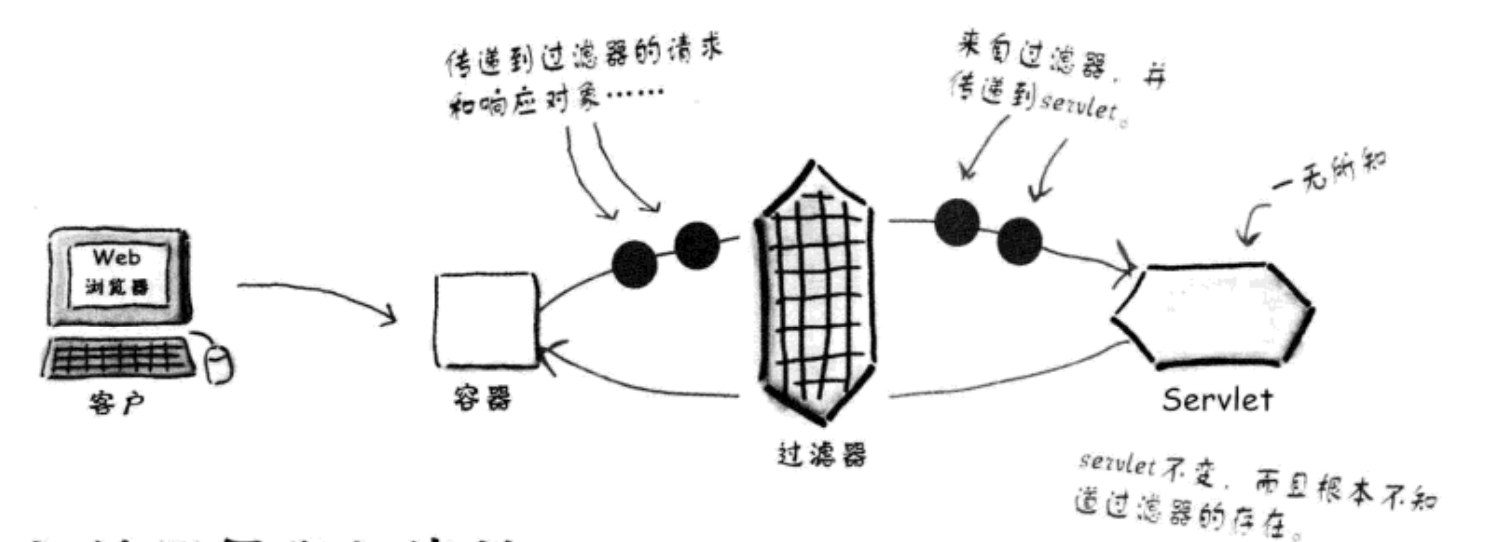 传递到过滤器的请求
和响应对象……
来自过滤器，并
传递到servlet。
一无所知
Web
浏览器
客户
容器
过滤器
Servlet
servlet不变，而且根本不知
道过滤器的存在。